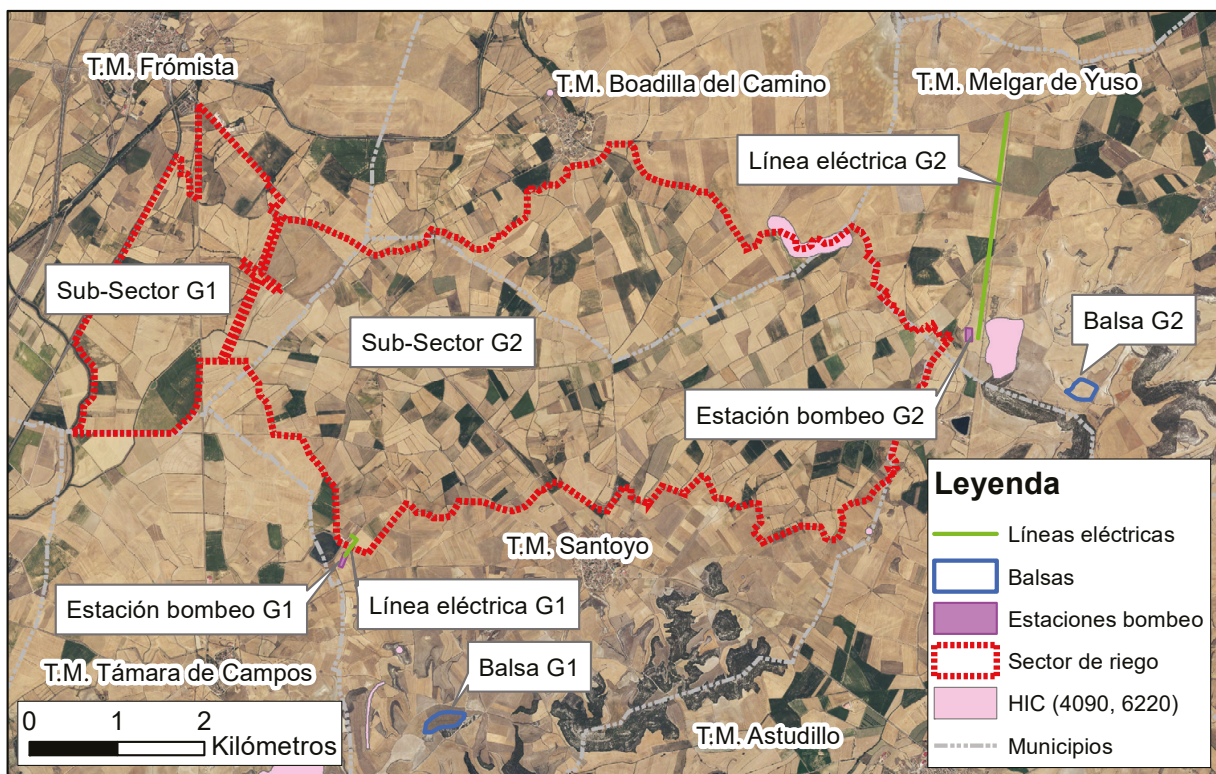 T.M. Frómista
T.M. Boadilla del Camino
T.M. Melgar de Yuso
Línea eléctrica G2
Sub-Sector G1
Sub-Sector G2
Balsa G2
Estación bombeo G2
T.M. Santoyo
Estación bombeo G1
Línea eléctrica G1
T.M. Támara de Campos
Balsa G1
T.M. Astudillo
0 1 2
Kilómetros
Leyenda
Líneas eléctricas
Balsas
Estaciones bombeo
Sector de riego
HIC (4090, 6220)
Municipios